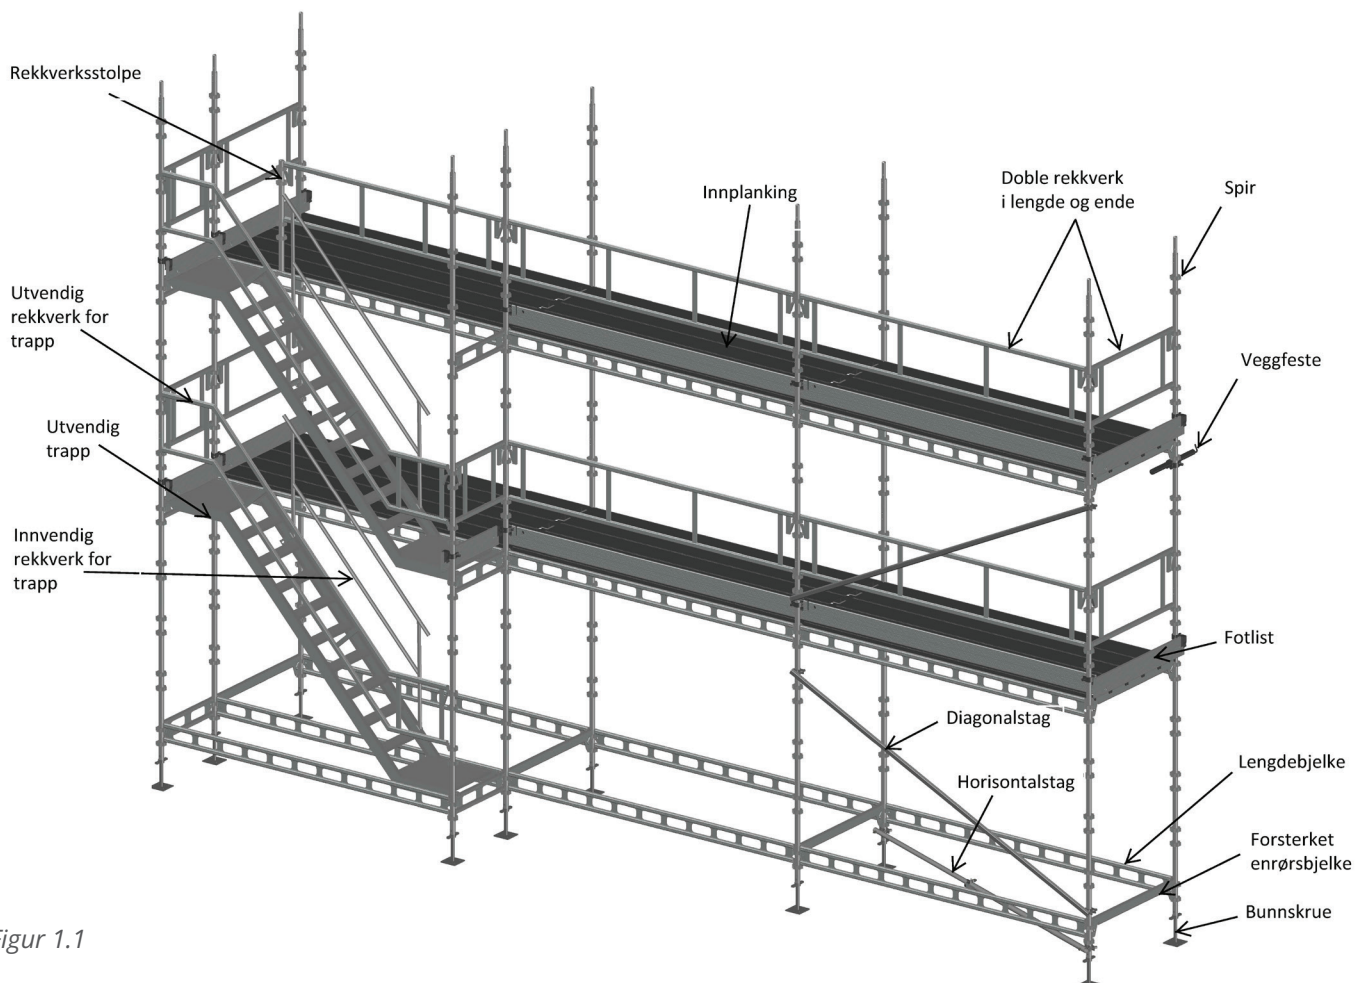 Rekkverksstolpe
Innplanking
Doble rekkverk
i lengde og ende
Spir
Utvendig
rekkverk for
trapp
Veggfeste
Utvendig
trapp
Innvendig
rekkverk for
trapp
Fotlist
Diagonalstag
Horisontalstag
Lengdebjelke
Forsterket
enrørsbjelke
Bunnskrue
Figur 1.1